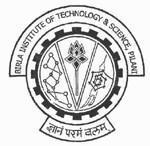 BIRLA INSTITUTE OF TECHNOLOGY & SCIENCE, PILANI
ज्ञानं परमं बलम्